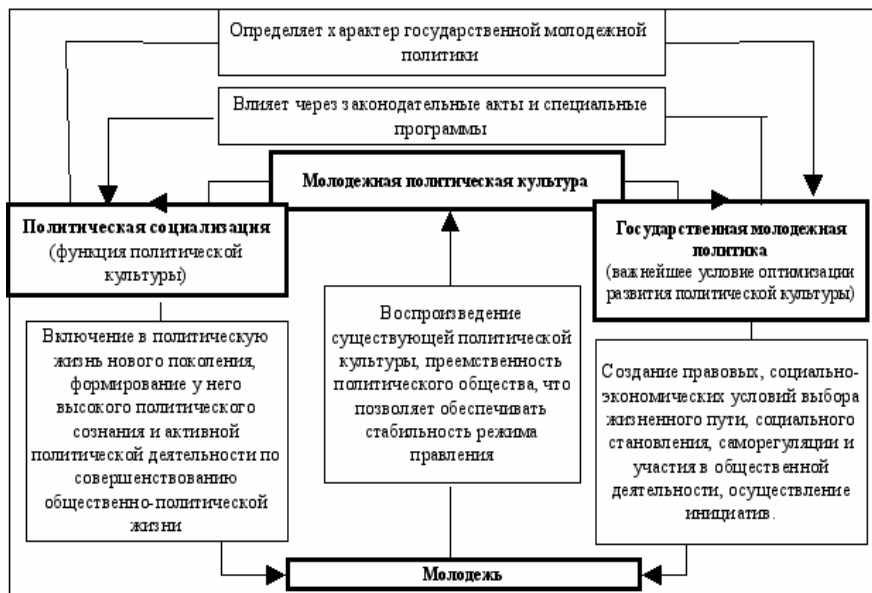 Определяет характер государственной молодежной
политики
Влияет через законодательные акты и специальные
программы
Молодежная политическая культура
Политическая социализация
(функция политической
культуры)
Государственная молодежная
политика
(важнейшее условие оптимизации
развития политической культуры)
Включение в политическую
жизнь нового поколения,
формирование у него
высокого политического
сознания и активной
политической деятельности по
совершенствованию
общественно-политической
жизни
Воспроизведение
существующей политической
культуры, преемственность
политического общества, что
позволяет обеспечивать
стабильность режима
правления
Создание правовых, социально-
экономических условий выбора
жизненного пути, социального
становления, саморегуляции и
участия в общественной
деятельности, осуществление
инициатив.
Молодежь